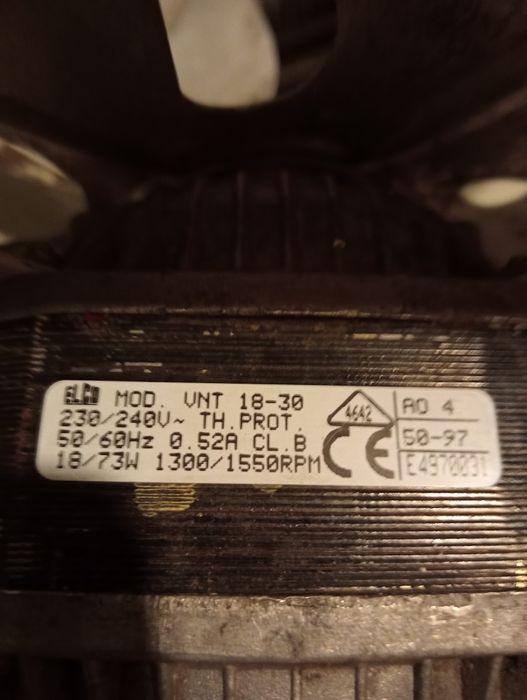 ELCO MOD. VNT 18-30
230/240V~ TH.PROT.
50/60Hz 0.52A CL.B
18/73W 1300/1550RPM
4642
CE
AO 4
50-97
E4970031